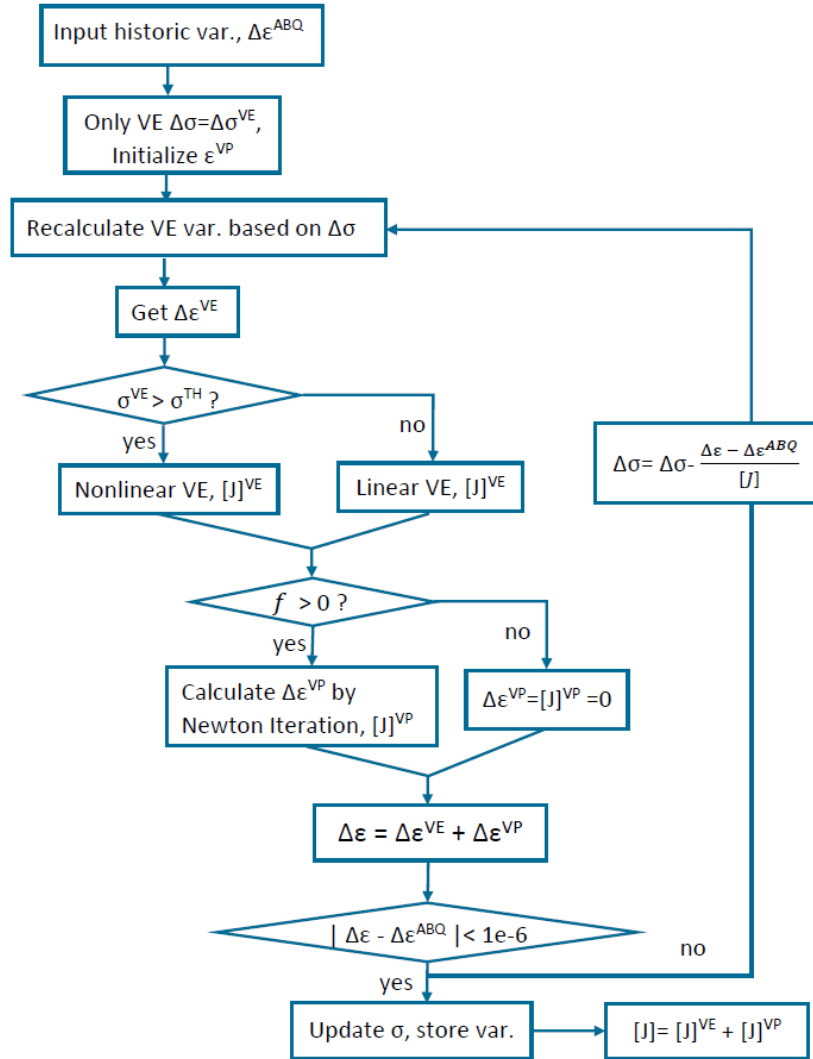 Input historic var., Δε^ABQ
Only VE Δσ=Δσ^VE,
Initialize ε^VP
Recalculate VE var. based on Δσ
Get Δε^VE
σ^VE > σ^TH ?
yes
no
Nonlinear VE, [J]^VE
Linear VE, [J]^VE
Δσ= Δσ- (Δε − Δε^ABQ)/[J]
f > 0 ?
yes
no
Calculate Δε^VP by
Newton Iteration, [J]^VP
Δε^VP=[J]^VP =0
Δε = Δε^VE + Δε^VP
| Δε - Δε^ABQ |< 1e-6
no
yes
Update σ, store var.
[J]= [J]^VE + [J]^VP